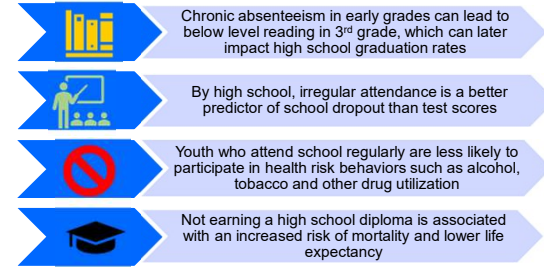 Chronic absenteeism in early grades can lead to
below level reading in 3rd grade, which can later
impact high school graduation rates
By high school, irregular attendance is a better
predictor of school dropout than test scores
Youth who attend school regularly are less likely to
participate in health risk behaviors such as alcohol,
tobacco and other drug utilization
Not earning a high school diploma is associated
with an increased risk of mortality and lower life
expectancy